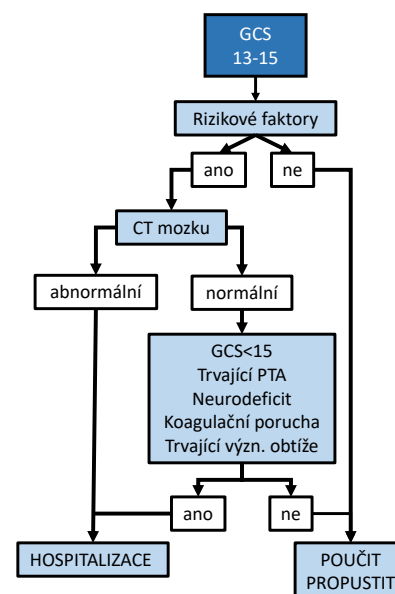 GCS
13-15
Rizikové faktory
ano
ne
CT mozku
abnormální
normální
GCS<15
Trvající PTA
Neurodeficit
Koagulační porucha
Trvající význ. obtíže
ano
ne
HOSPITALIZACE
POUČIT
PROPUSTIT